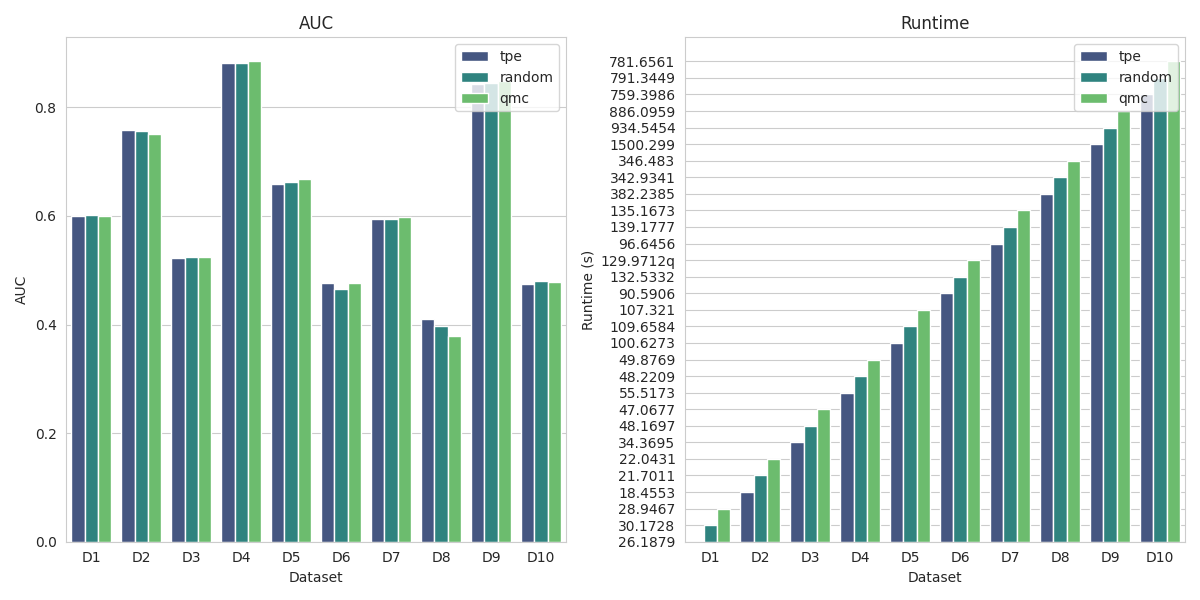 AUC
AUC
0.8
0.6
0.4
0.2
0.0
tpe
random
qmc
D1 D2 D3 D4 D5 D6 D7 D8 D9 D10
Dataset
Runtime
Runtime (s)
781.6561
791.3449
759.3986
886.0959
934.5454
1500.299
346.483
342.9341
382.2385
135.1673
139.1777
96.6456
129.9712q
132.5332
90.5906
107.321
109.6584
100.6273
49.8769
48.2209
55.5173
47.0677
48.1697
34.3695
22.0431
21.7011
18.4553
28.9467
30.1728
26.1879
tpe
random
qmc
D1 D2 D3 D4 D5 D6 D7 D8 D9 D10
Dataset